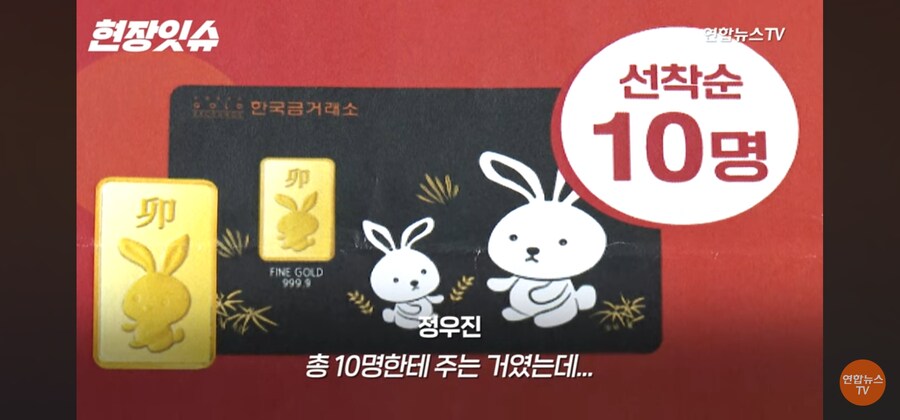 현장잇슈
연합뉴스TV
선착순
10명
GOLD
한국금거래소
卯
卯
FINE GOLD
999.9
정우진
총 10명한테 주는 거였는데...
연합뉴스
TV